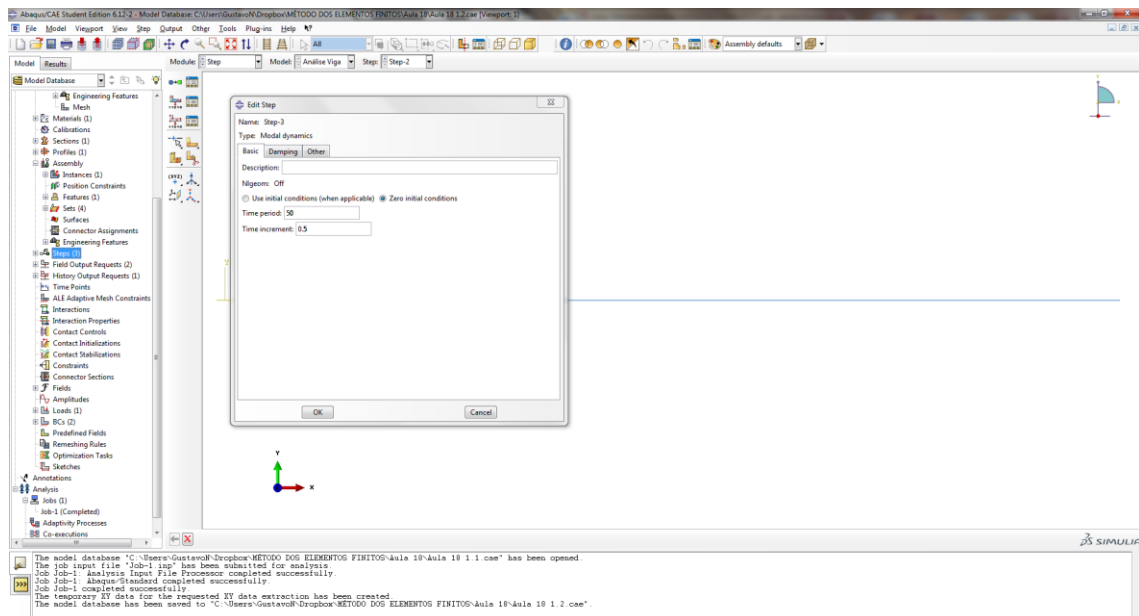 Abaqus/CAE Student Edition 6.12-2 - Model Database: C:\Users\GustavoN\Dropbox\MÉTODO DOS ELEMENTOS FINITOS\Aula 18\Aula 18 1.2.cae [Viewport: 1]
File Model Viewport View Step Output Other Tools Plug-ins Help
All
Assembly defaults
Model Results
Module: Step Model: Análise Viga Step: Step-2
Model Database
Engineering Features
Mesh
Materials (1)
Calibrations
Sections (1)
Profiles (1)
Assembly
Instances (1)
Position Constraints
Features (1)
Sets (4)
Surfaces
Connector Assignments
Engineering Features
Steps (3)
Field Output Requests (2)
History Output Requests (1)
Time Points
ALE Adaptive Mesh Constraints
Interactions
Interaction Properties
Contact Controls
Contact Initializations
Contact Stabilizations
Constraints
Connector Sections
Fields
Amplitudes
Loads (1)
BCs (2)
Predefined Fields
Remeshing Rules
Optimization Tasks
Sketches
Annotations
Analysis
Jobs (1)
Job-1 (Completed)
Adaptivity Processes
Co-executions
Edit Step
Name: Step-3
Type: Modal dynamics
Basic Damping Other
Description:
Nlgeom: Off
Use initial conditions (when applicable) Zero initial conditions
Time period: 50
Time increment: 0.5
OK Cancel
Y
X
SIMULIA
The model database "C:\Users\GustavoN\Dropbox\MÉTODO DOS ELEMENTOS FINITOS\Aula 18\Aula 18 1.1.cae" has been opened.
The job input file "Job-1.inp" has been submitted for analysis.
Job Job-1: Analysis Input File Processor completed successfully.
Job Job-1: Abaqus/Standard completed successfully.
Job Job-1 completed successfully.
The temporary XY data for the requested XY data extraction has been created.
The model database has been saved to "C:\Users\GustavoN\Dropbox\MÉTODO DOS ELEMENTOS FINITOS\Aula 18\Aula 18 1.2.cae".